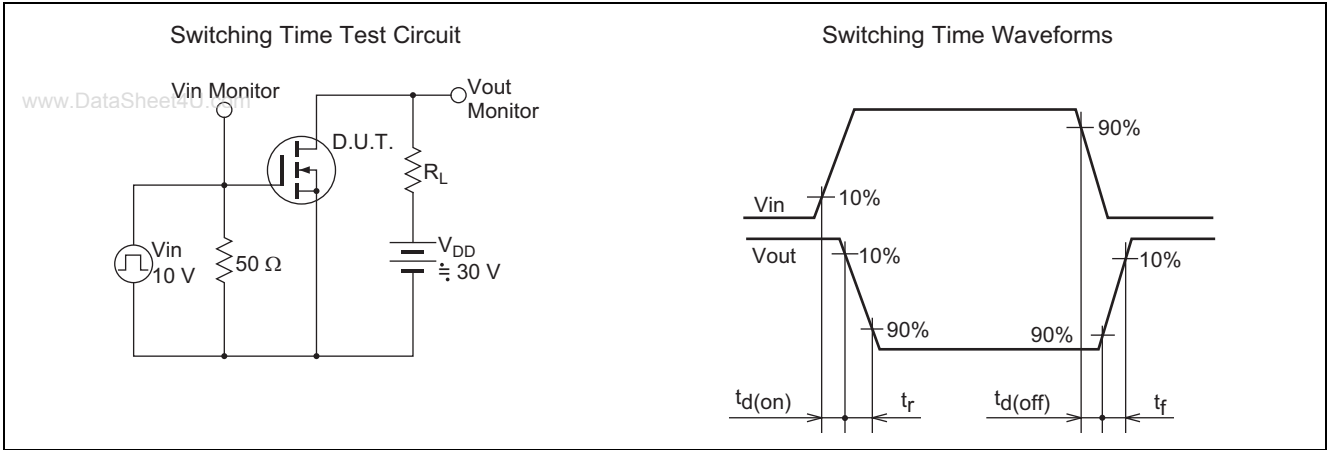 Switching Time Test Circuit
Vin Monitor
www.DataSheet4U.com
Vout
Monitor
D.U.T.
RL
Vin
10 V
50 Ω
VDD
≒ 30 V
Switching Time Waveforms
Vin
10%
90%
Vout
10%
90%
90%
10%
td(on)
tr
td(off)
tf